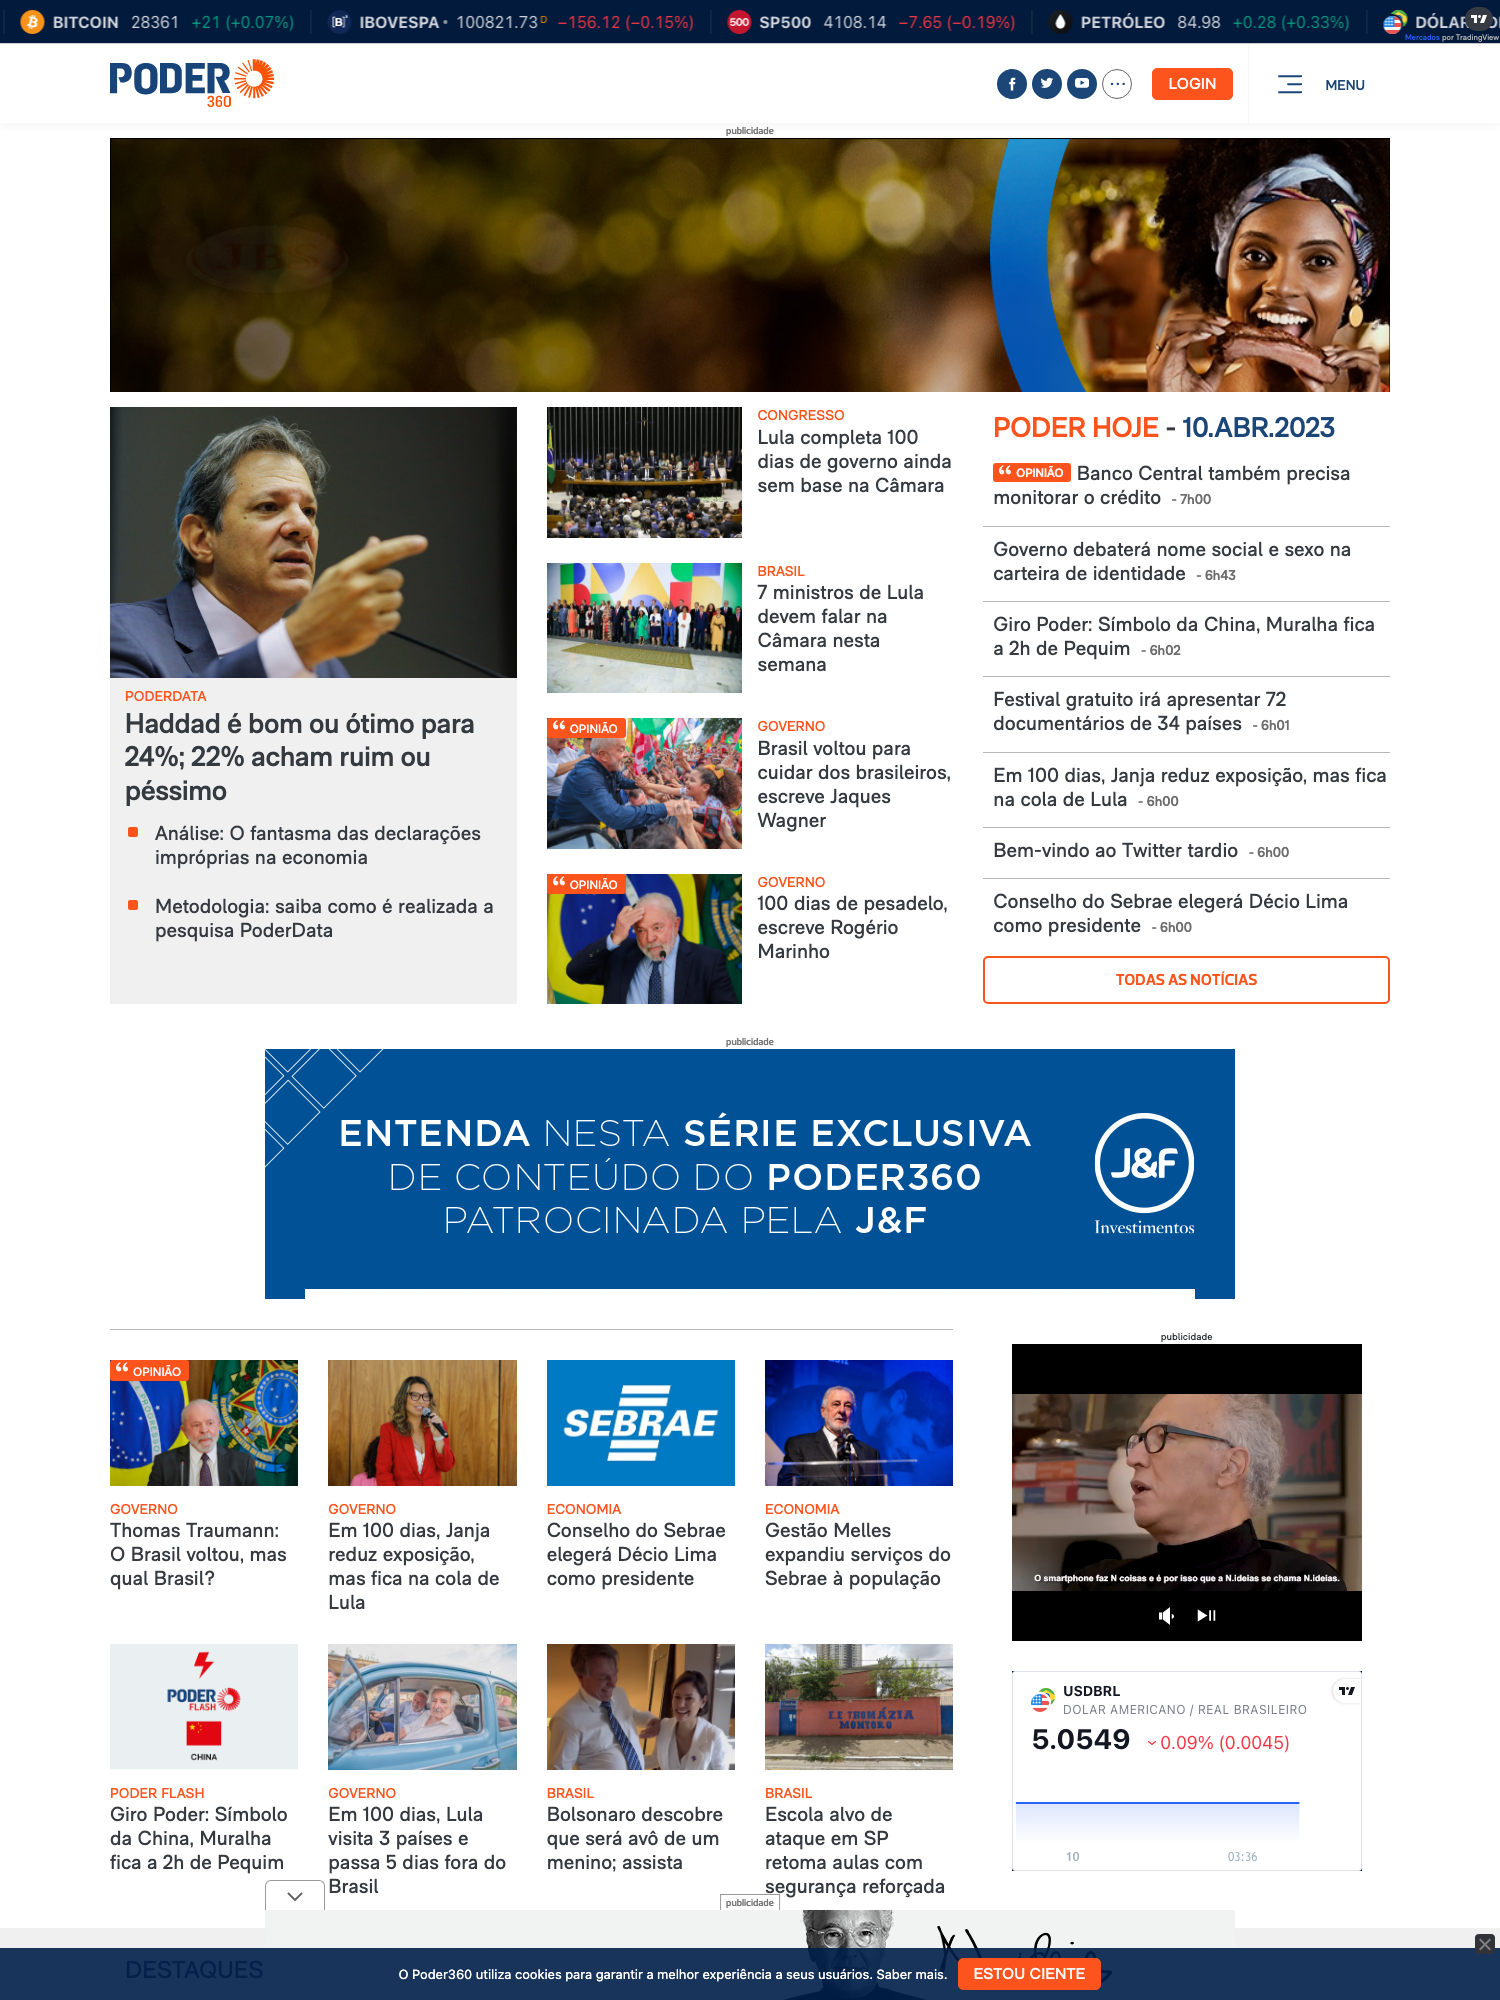 BITCOIN 28361 +21 (+0.07%)
IBOVESPA 100821.73 D −156.12 (−0.15%)
500 SP500 4108.14 −7.65 (−0.19%)
PETRÓLEO 84.98 +0.28 (+0.33%)
Mercados por TradingView
PODER
360
LOGIN
MENU
publicidade
JBS
PODERDATA
Haddad é bom ou ótimo para
24%; 22% acham ruim ou
péssimo
Análise: O fantasma das declarações
impróprias na economia
Metodologia: saiba como é realizada a
pesquisa PoderData
CONGRESSO
Lula completa 100
dias de governo ainda
sem base na Câmara
BRASIL
7 ministros de Lula
devem falar na
Câmara nesta
semana
OPINIÃO
GOVERNO
Brasil voltou para
cuidar dos brasileiros,
escreve Jaques
Wagner
OPINIÃO
GOVERNO
100 dias de pesadelo,
escreve Rogério
Marinho
PODER HOJE - 10.ABR.2023
OPINIÃO Banco Central também precisa
monitorar o crédito - 7h00
Governo debaterá nome social e sexo na
carteira de identidade - 6h43
Giro Poder: Símbolo da China, Muralha fica
a 2h de Pequim - 6h02
Festival gratuito irá apresentar 72
documentários de 34 países - 6h01
Em 100 dias, Janja reduz exposição, mas fica
na cola de Lula - 6h00
Bem-vindo ao Twitter tardio - 6h00
Conselho do Sebrae elegerá Décio Lima
como presidente - 6h00
TODAS AS NOTÍCIAS
publicidade
ENTENDA NESTA SÉRIE EXCLUSIVA
DE CONTEÚDO DO PODER360
PATROCINADA PELA J&F
J&F
Investimentos
OPINIÃO
GOVERNO
Thomas Traumann:
O Brasil voltou, mas
qual Brasil?
GOVERNO
Em 100 dias, Janja
reduz exposição,
mas fica na cola de
Lula
SEBRAE
ECONOMIA
Conselho do Sebrae
elegerá Décio Lima
como presidente
ECONOMIA
Gestão Melles
expandiu serviços do
Sebrae à população
publicidade
O smartphone faz N coisas e é por isso que a N.ideias se chama N.ideias.
PODER
FLASH
CHINA
PODER FLASH
Giro Poder: Símbolo
da China, Muralha
fica a 2h de Pequim
GOVERNO
Em 100 dias, Lula
visita 3 países e
passa 5 dias fora do
Brasil
BRASIL
Bolsonaro descobre
que será avô de um
menino; assista
E.F THOMÁZIA
MONTORO
BRASIL
Escola alvo de
ataque em SP
retoma aulas com
segurança reforçada
USDBRL
DOLAR AMERICANO / REAL BRASILEIRO
5.0549 0.09% (0.0045)
10 03:36
publicidade
DESTAQUES
O Poder360 utiliza cookies para garantir a melhor experiência a seus usuários. Saber mais.
ESTOU CIENTE